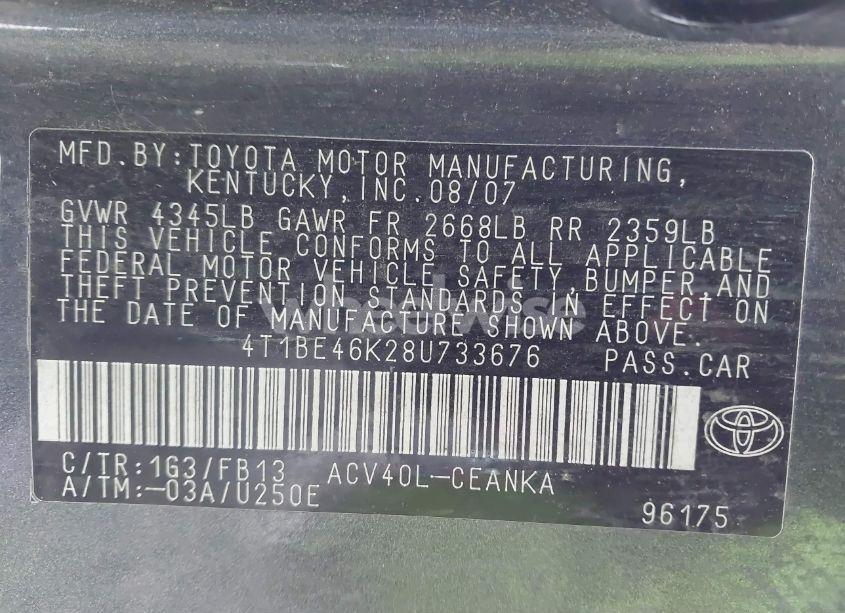 MFD.BY:TOYOTA MOTOR MANUFACTURING,
KENTUCKY,INC.08/07
GVWR 4345LB GAWR FR 2668LB RR 2359LB
THIS VEHICLE CONFORMS TO ALL APPLICABLE
FEDERAL MOTOR VEHICLE SAFETY,BUMPER AND
THEFT PREVENTION STANDARDS IN EFFECT ON
THE DATE OF MANUFACTURE SHOWN ABOVE.
wheelwise
4T1BE46K28U733676 PASS.CAR
C/TR:1G3/FB13 ACV40L-CEANKA
A/TM:-03A/U250E
96175